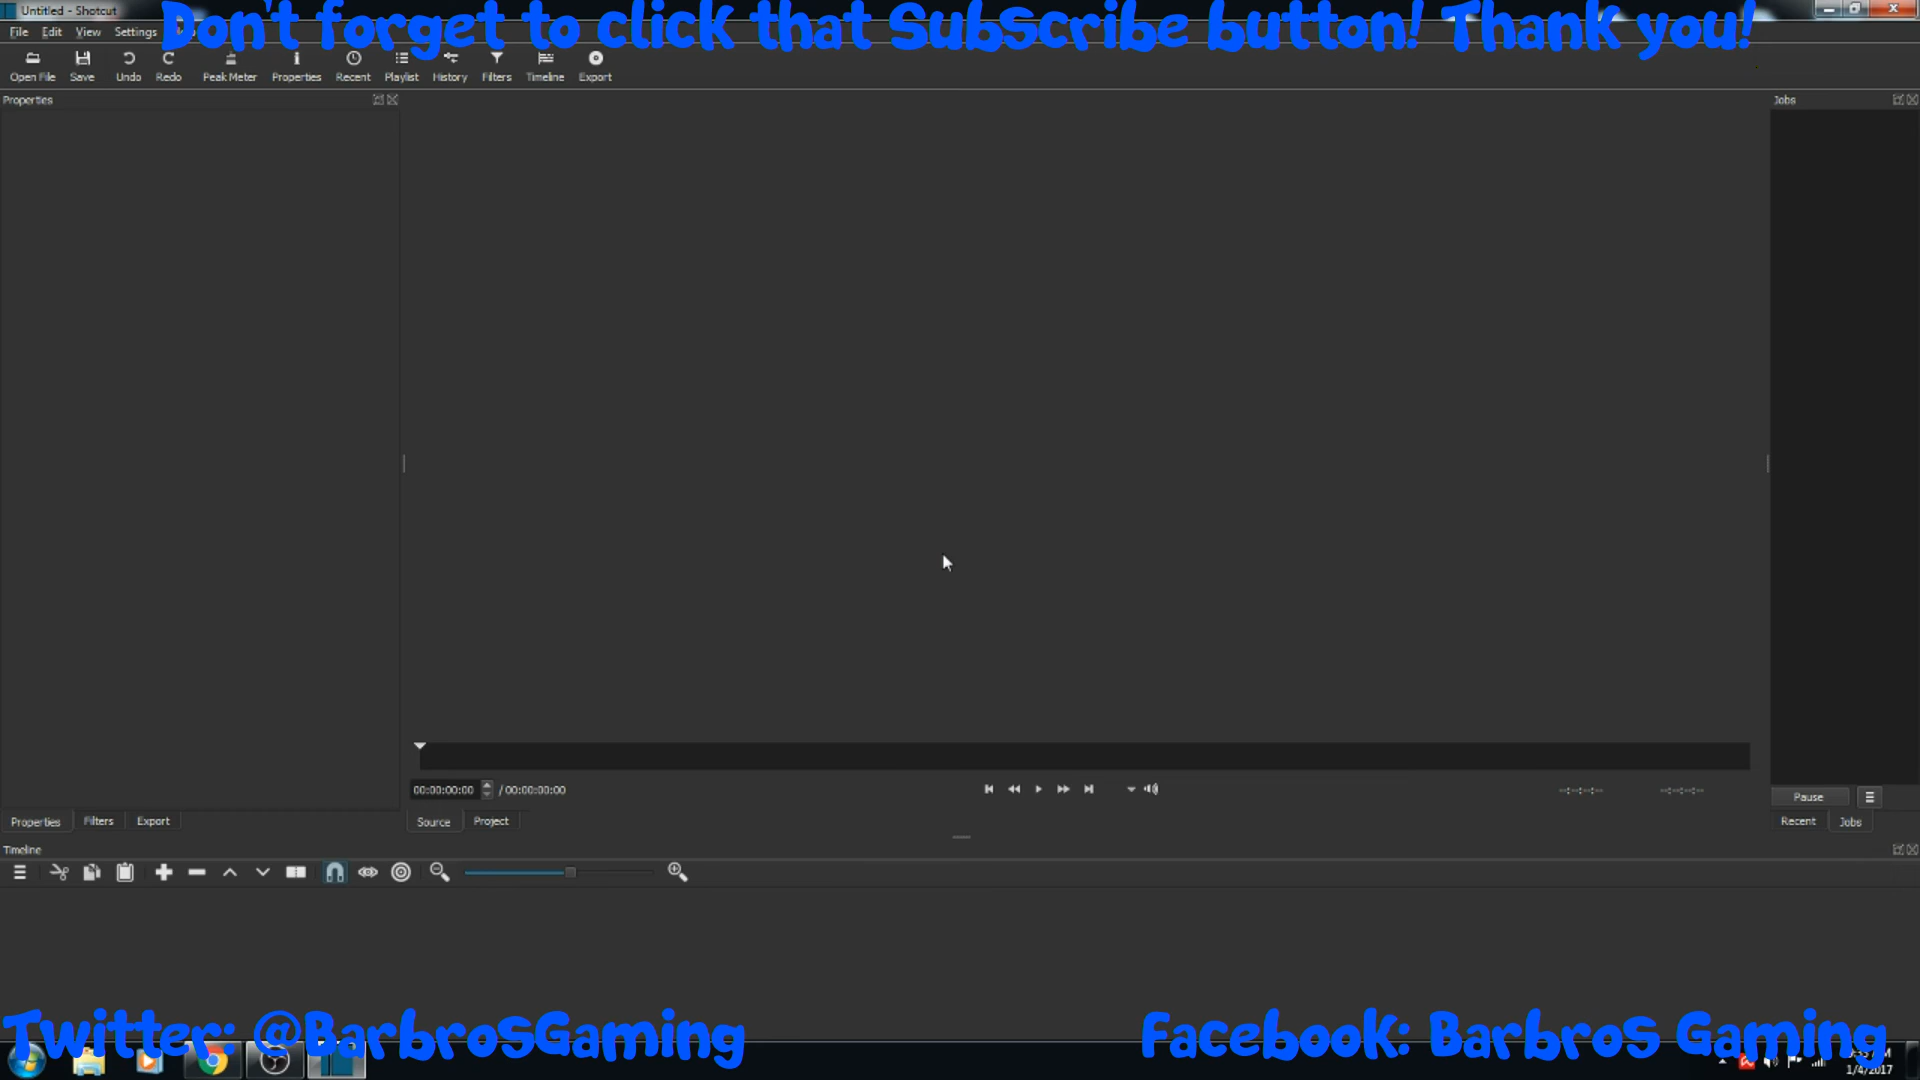 Untitled - Shotcut
Don't forget to click that Subscribe button! Thank you!
File Edit View Settings
Open File Save Undo Redo Peak Meter Properties Recent Playlist History Filters Timeline Export
Properties
Jobs
00:00:00:00 / 00:00:00:00
--:--:--:-- --:--:--:--
Pause
Properties Filters Export
Source Project
Recent Jobs
Timeline
Twitter: @BarbrosGaming
Facebook: Barbros Gaming
1/4/2017